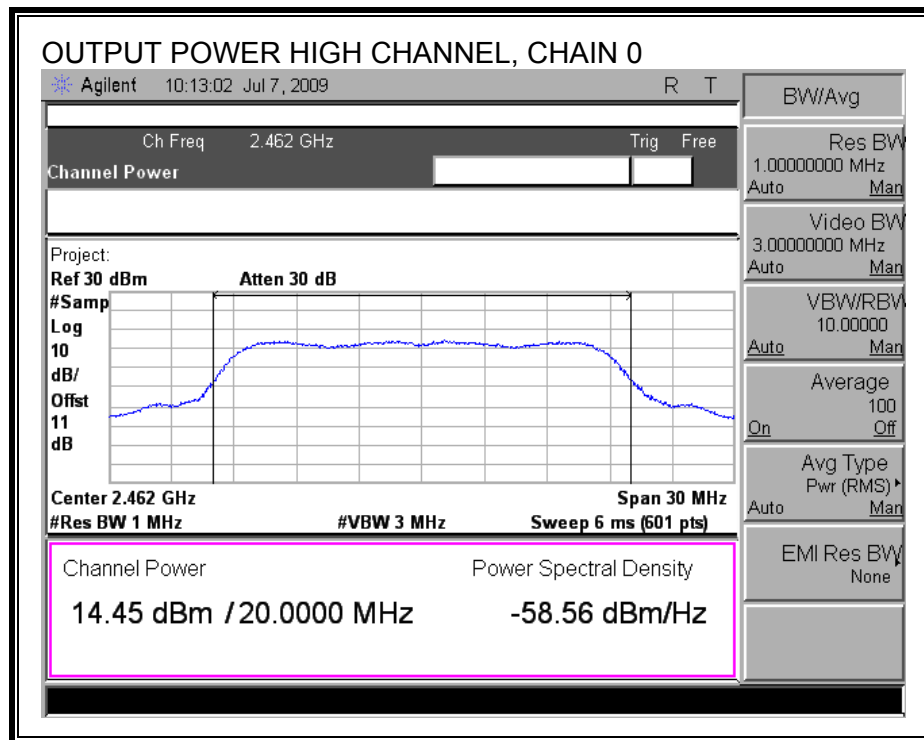 OUTPUT POWER HIGH CHANNEL, CHAIN 0
Agilent 10:13:02 Jul 7, 2009 R T
Ch Freq 2.462 GHz Trig Free
Channel Power
Project:
Ref 30 dBm Atten 30 dB
#Samp
Log
10
dB/
Offst
11
dB
Center 2.462 GHz Span 30 MHz
#Res BW 1 MHz #VBW 3 MHz Sweep 6 ms (601 pts)
Channel Power Power Spectral Density
14.45 dBm / 20.0000 MHz -58.56 dBm/Hz
BW/Avg
Res BW
1.00000000 MHz
Auto Man
Video BW
3.00000000 MHz
Auto Man
VBW/RBW
10.00000
Auto Man
Average
100
On Off
Avg Type
Pwr (RMS)
Auto Man
EMI Res BW
None